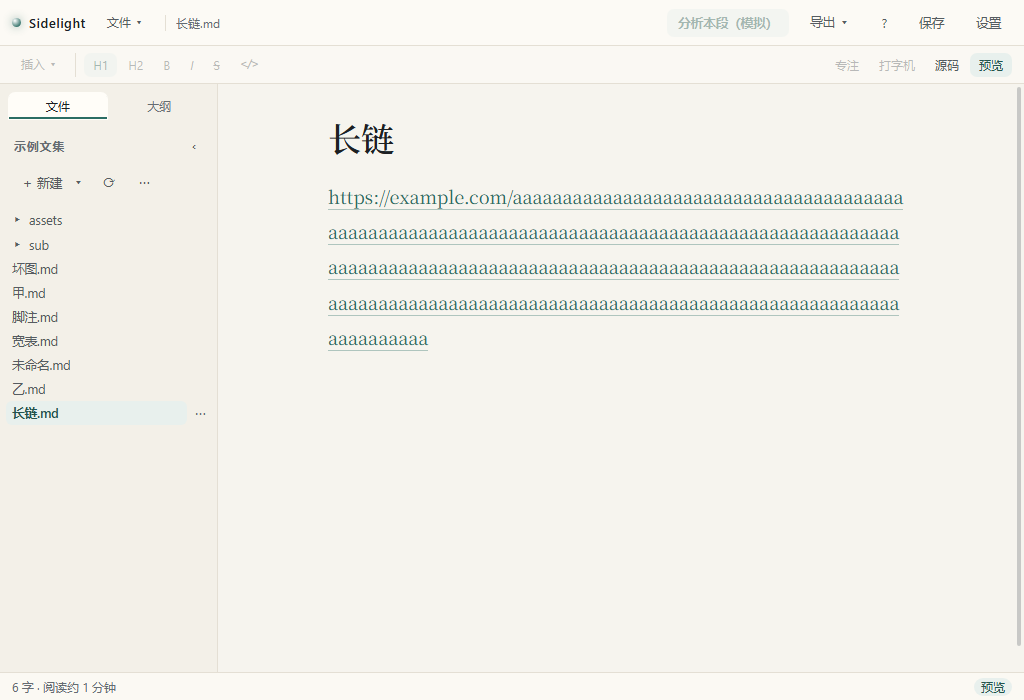 Sidelight
文件
长链.md
分析本段（模拟）
导出
?
保存
设置
插入
H1
H2
B
I
S
</>
专注
打字机
源码
预览
文件
大纲
示例文集
‹
+ 新建
⟳
...
assets
sub
坏图.md
甲.md
脚注.md
宽表.md
未命名.md
乙.md
长链.md
...
长链
https://example.com/aaaaaaaaaaaaaaaaaaaaaaaaaaaaaaaaaaaaaaa
aaaaaaaaaaaaaaaaaaaaaaaaaaaaaaaaaaaaaaaaaaaaaaaaaaaaaaaaa
aaaaaaaaaaaaaaaaaaaaaaaaaaaaaaaaaaaaaaaaaaaaaaaaaaaaaaaaa
aaaaaaaaaaaaaaaaaaaaaaaaaaaaaaaaaaaaaaaaaaaaaaaaaaaaaaaaa
aaaaaaaaaa
6 字 · 阅读约 1 分钟
预览